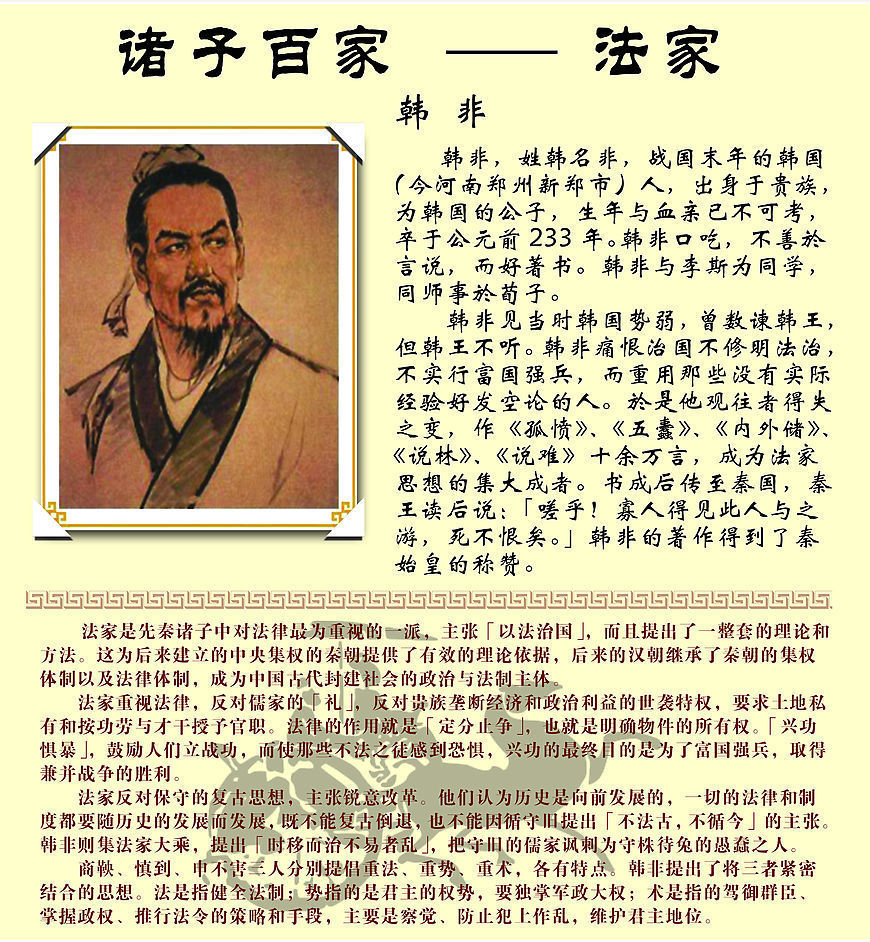 诸子百家 —— 法家
韩 非
韩非，姓韩名非，战国末年的韩国
（今河南郑州新郑市）人，出身于贵族，
为韩国的公子，生年与血亲已不可考，
卒于公元前 233 年。韩非口吃，不善於
言说，而好著书。韩非与李斯为同学，
同师事於荀子。
韩非见当时韩国势弱，曾数谏韩王，
但韩王不听。韩非痛恨治国不修明法治，
不实行富国强兵，而重用那些没有实际
经验好发空论的人。於是他观往者得失
之变，作《孤愤》、《五蠹》、《内外储》、
《说林》、《说难》十余万言，成为法家
思想的集大成者。书成后传至秦国，秦
王读后说：「嗟乎！寡人得见此人与之
游，死不恨矣。」韩非的著作得到了秦
始皇的称赞。
法家是先秦诸子中对法律最为重视的一派，主张「以法治国」，而且提出了一整套的理论和
方法。这为后来建立的中央集权的秦朝提供了有效的理论依据，后来的汉朝继承了秦朝的集权
体制以及法律体制，成为中国古代封建社会的政治与法制主体。
法家重视法律，反对儒家的「礼」，反对贵族垄断经济和政治利益的世袭特权，要求土地私
有和按功劳与才干授予官职。法律的作用就是「定分止争」，也就是明确物件的所有权。「兴功
惧暴」，鼓励人们立战功，而使那些不法之徒感到恐惧，兴功的最终目的是为了富国强兵，取得
兼并战争的胜利。
法家反对保守的复古思想，主张锐意改革。他们认为历史是向前发展的，一切的法律和制
度都要随历史的发展而发展，既不能复古倒退，也不能因循守旧提出「不法古，不循今」的主张。
韩非则集法家大乘，提出「时移而治不易者乱」，把守旧的儒家讽刺为守株待兔的愚蠢之人。
商鞅、慎到、申不害三人分别提倡重法、重势、重术，各有特点。韩非提出了将三者紧密
结合的思想。法是指健全法制；势指的是君主的权势，要独掌军政大权；术是指的驾御群臣、
掌握政权、推行法令的策略和手段，主要是察觉、防止犯上作乱，维护君主地位。